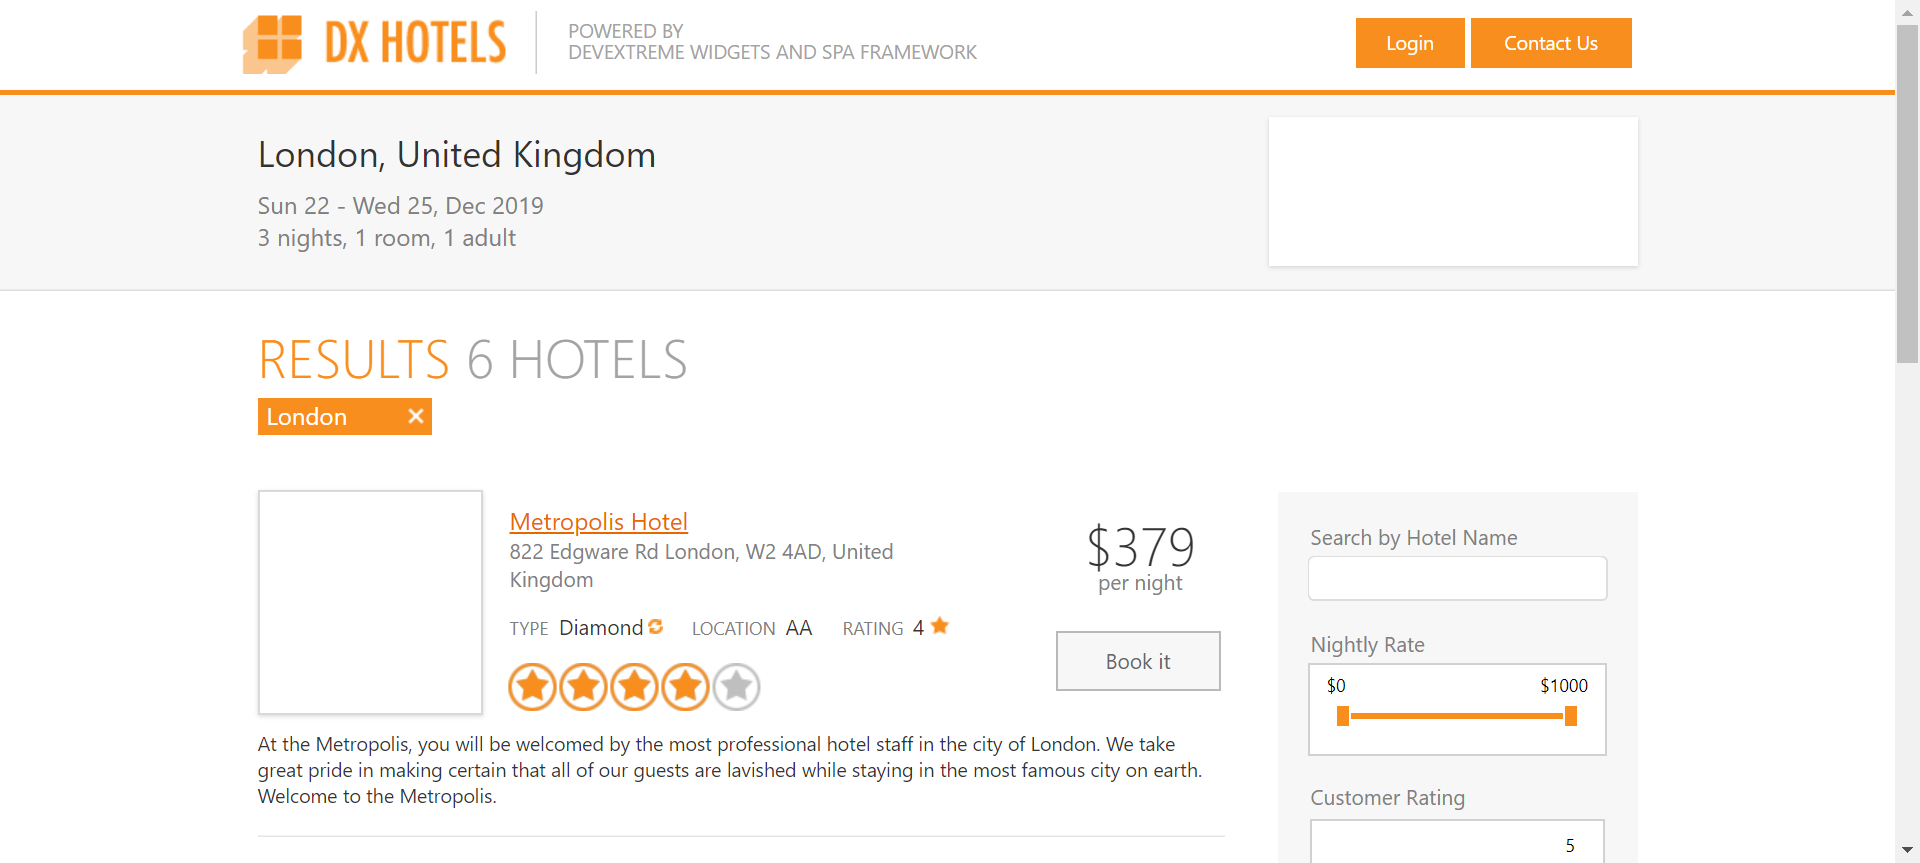 DX HOTELS
POWERED BY
DEVEXTREME WIDGETS AND SPA FRAMEWORK
Login
Contact Us
London, United Kingdom
Sun 22 - Wed 25, Dec 2019
3 nights, 1 room, 1 adult
RESULTS 6 HOTELS
London
Metropolis Hotel
822 Edgware Rd London, W2 4AD, United
Kingdom
TYPE Diamond LOCATION AA RATING 4
$379
per night
Book it
At the Metropolis, you will be welcomed by the most professional hotel staff in the city of London. We take
great pride in making certain that all of our guests are lavished while staying in the most famous city on earth.
Welcome to the Metropolis.
Search by Hotel Name
Nightly Rate
$0 $1000
Customer Rating
5